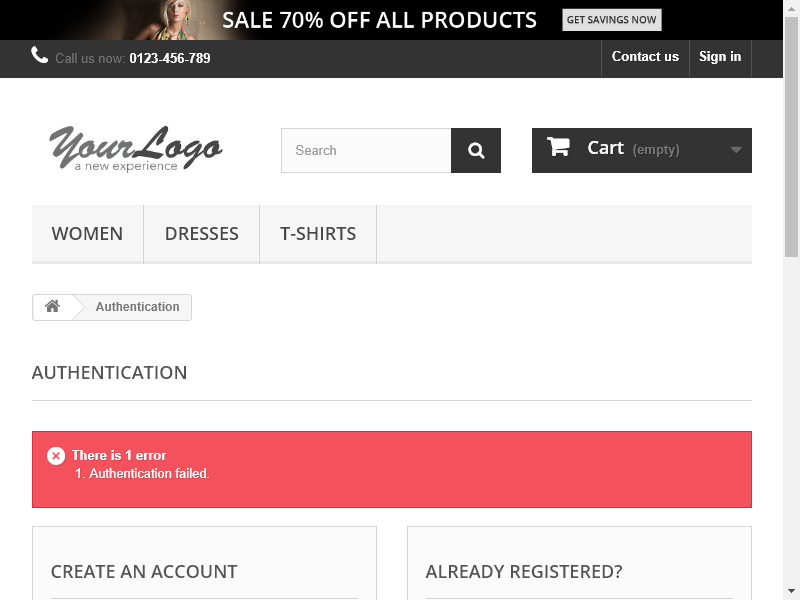 SALE 70% OFF ALL PRODUCTS GET SAVINGS NOW
Call us now: 0123-456-789 Contact us Sign in
YourLogo
a new experience
Search
Cart (empty)
WOMEN DRESSES T-SHIRTS
Authentication
AUTHENTICATION
There is 1 error
1. Authentication failed.
CREATE AN ACCOUNT
ALREADY REGISTERED?